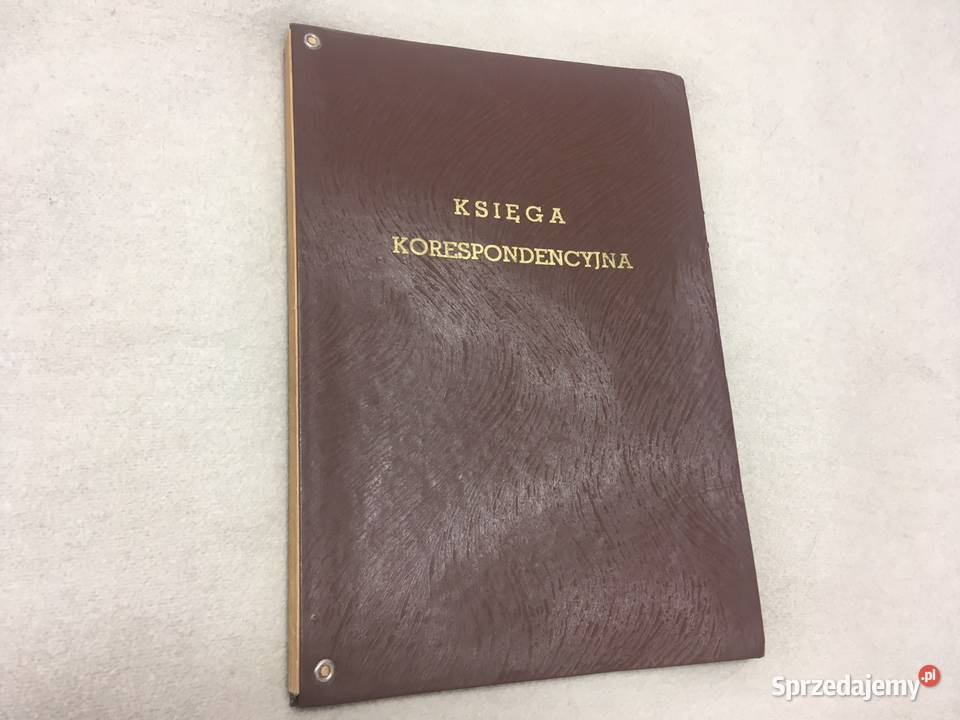 KSIĘGA
KORESPONDENCYJNA
Sprzedajemy.pl